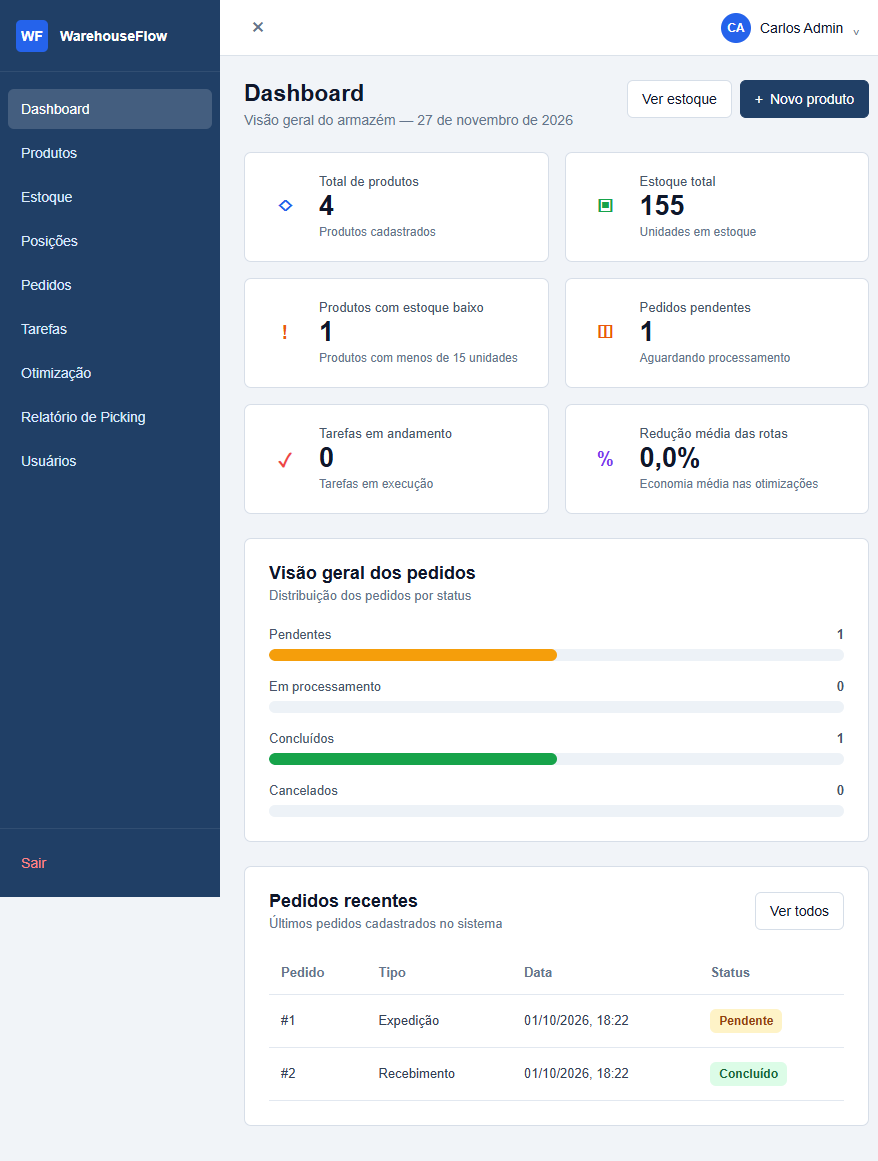 WF WarehouseFlow
Dashboard
Produtos
Estoque
Posições
Pedidos
Tarefas
Otimização
Relatório de Picking
Usuários
Sair
✕
CA Carlos Admin v
Dashboard
Visão geral do armazém — 27 de novembro de 2026
Ver estoque
+ Novo produto
Total de produtos
4
Produtos cadastrados
Estoque total
155
Unidades em estoque
!
Produtos com estoque baixo
1
Produtos com menos de 15 unidades
Pedidos pendentes
1
Aguardando processamento
✓
Tarefas em andamento
0
Tarefas em execução
%
Redução média das rotas
0,0%
Economia média nas otimizações
Visão geral dos pedidos
Distribuição dos pedidos por status
Pendentes 1
Em processamento 0
Concluídos 1
Cancelados 0
Pedidos recentes
Últimos pedidos cadastrados no sistema
Ver todos
Pedido Tipo Data Status
#1 Expedição 01/10/2026, 18:22 Pendente
#2 Recebimento 01/10/2026, 18:22 Concluído